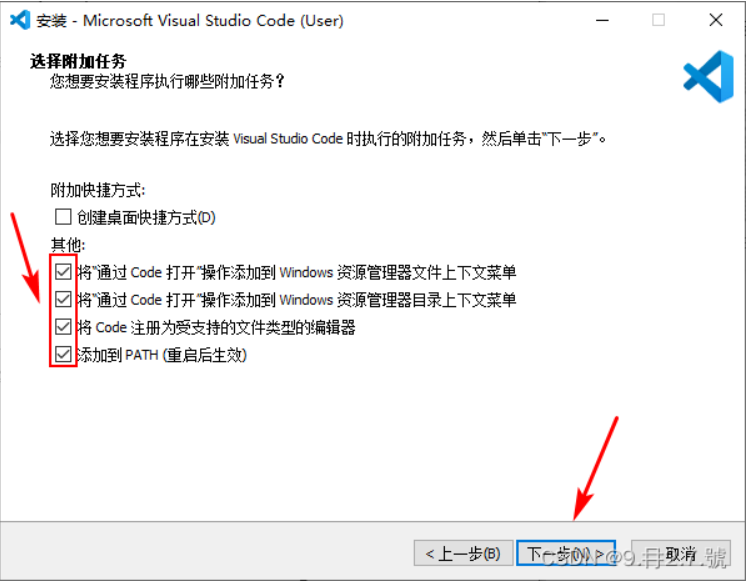 安装 - Microsoft Visual Studio Code (User)
选择附加任务
您想要安装程序执行哪些附加任务？
选择您想要安装程序在安装 Visual Studio Code 时执行的附加任务，然后单击“下一步”。
附加快捷方式:
创建桌面快捷方式(D)
其他:
将“通过 Code 打开”操作添加到 Windows 资源管理器文件上下文菜单
将“通过 Code 打开”操作添加到 Windows 资源管理器目录上下文菜单
将 Code 注册为受支持的文件类型的编辑器
添加到 PATH (重启后生效)
< 上一步(B) 下一步(N) > 取消